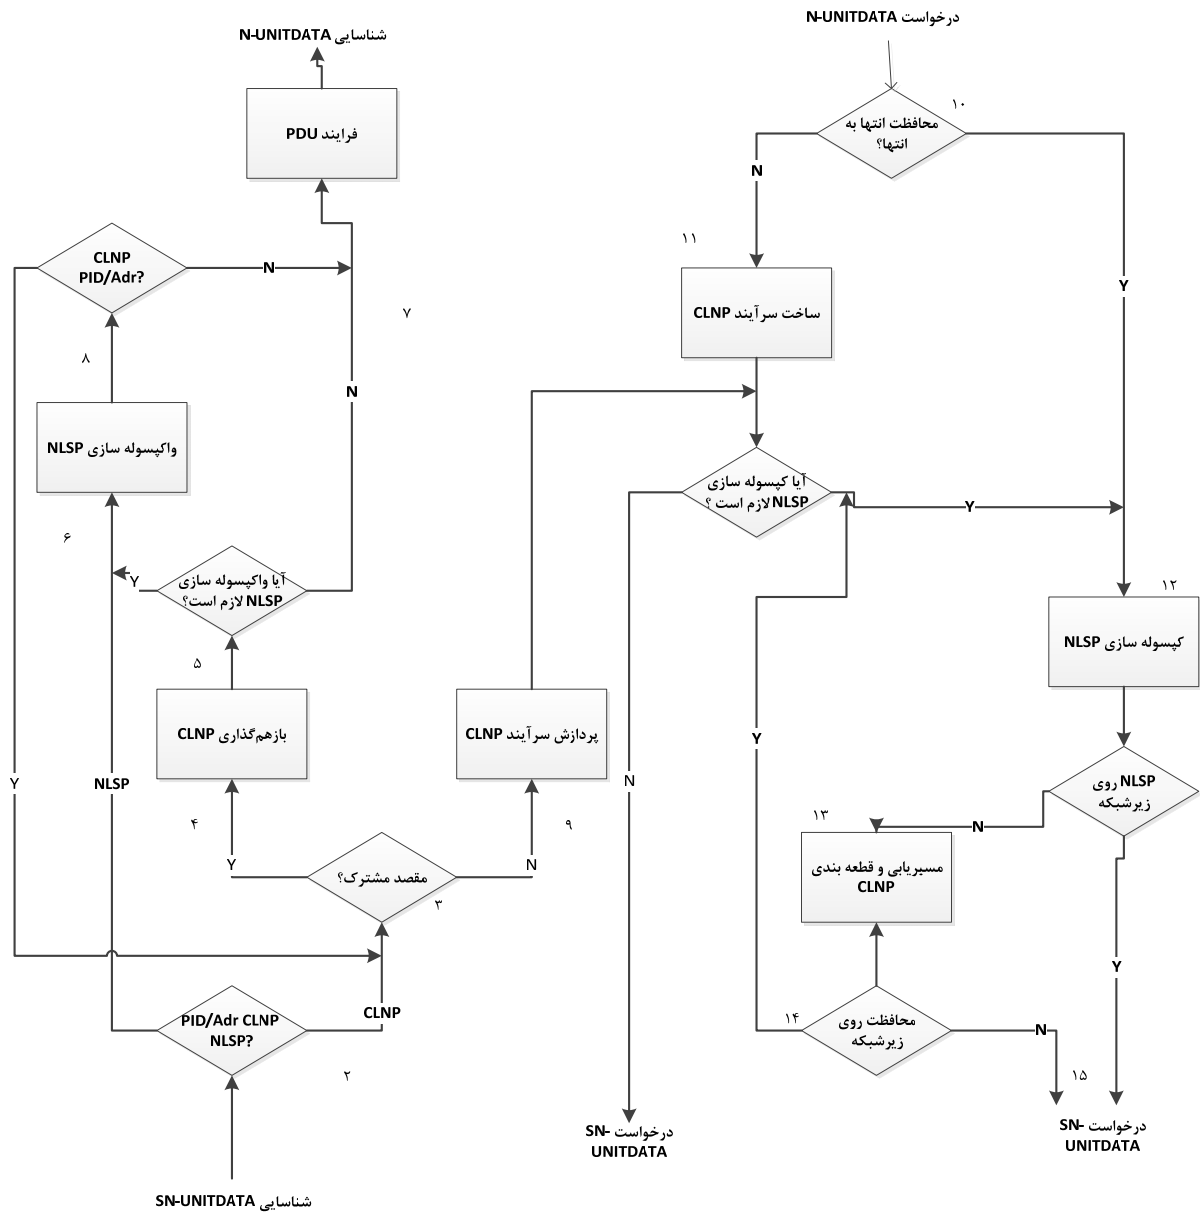 شناسایی N-UNITDATA
فرایند PDU
CLNP
PID/Adr?
N
۷
۸
N
واکپسوله سازی NLSP
۶
Y
آیا واکپسوله سازی
NLSP لازم است؟
۵
بازهم‌گذاری CLNP
پردازش سرآیند CLNP
Y
NLSP
۴
۹
Y
N
مقصد مشترک؟
۳
CLNP
PID/Adr CLNP
NLSP?
۲
شناسایی SN-UNITDATA
درخواست N-UNITDATA
۱۰
محافظت انتها به
انتها؟
N
Y
۱۱
ساخت سرآیند CLNP
آیا کپسوله سازی
NLSP لازم است ؟
Y
۱۲
کپسوله سازی NLSP
Y
N
NLSP روی
زیرشبکه
N
۱۳
مسیریابی و قطعه بندی
CLNP
Y
۱۴
محافظت روی
زیرشبکه
N
۱۵
درخواست SN-
UNITDATA
درخواست SN-
UNITDATA